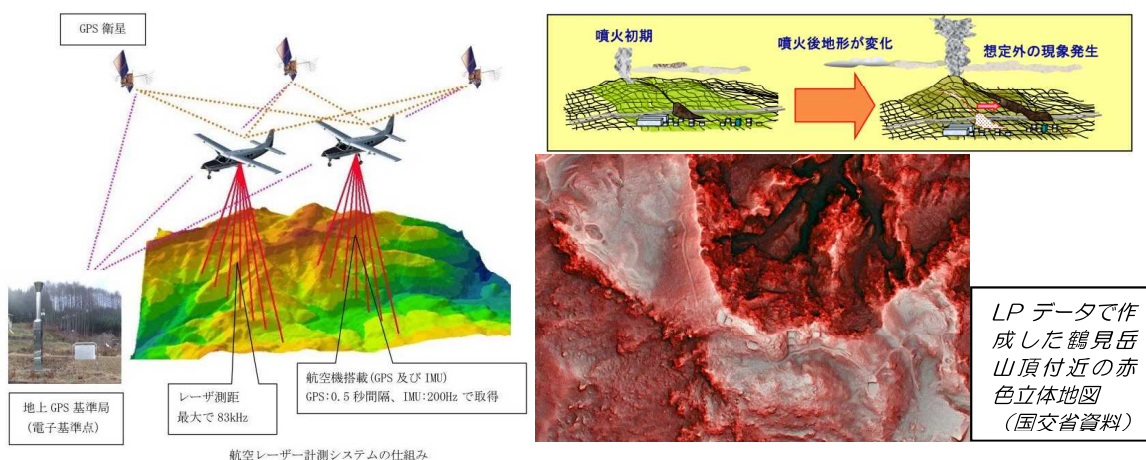 GPS 衛星
地上 GPS 基準局
(電子基準点)
レーザ測距
最大で 83kHz
航空機搭載(GPS 及び IMU)
GPS:0.5 秒間隔、IMU:200Hz で取得
航空レーザー計測システムの仕組み
噴火初期
噴火後地形が変化
想定外の現象発生
LP データで作
成した鶴見岳
山頂付近の赤
色立体地図
(国交省資料)